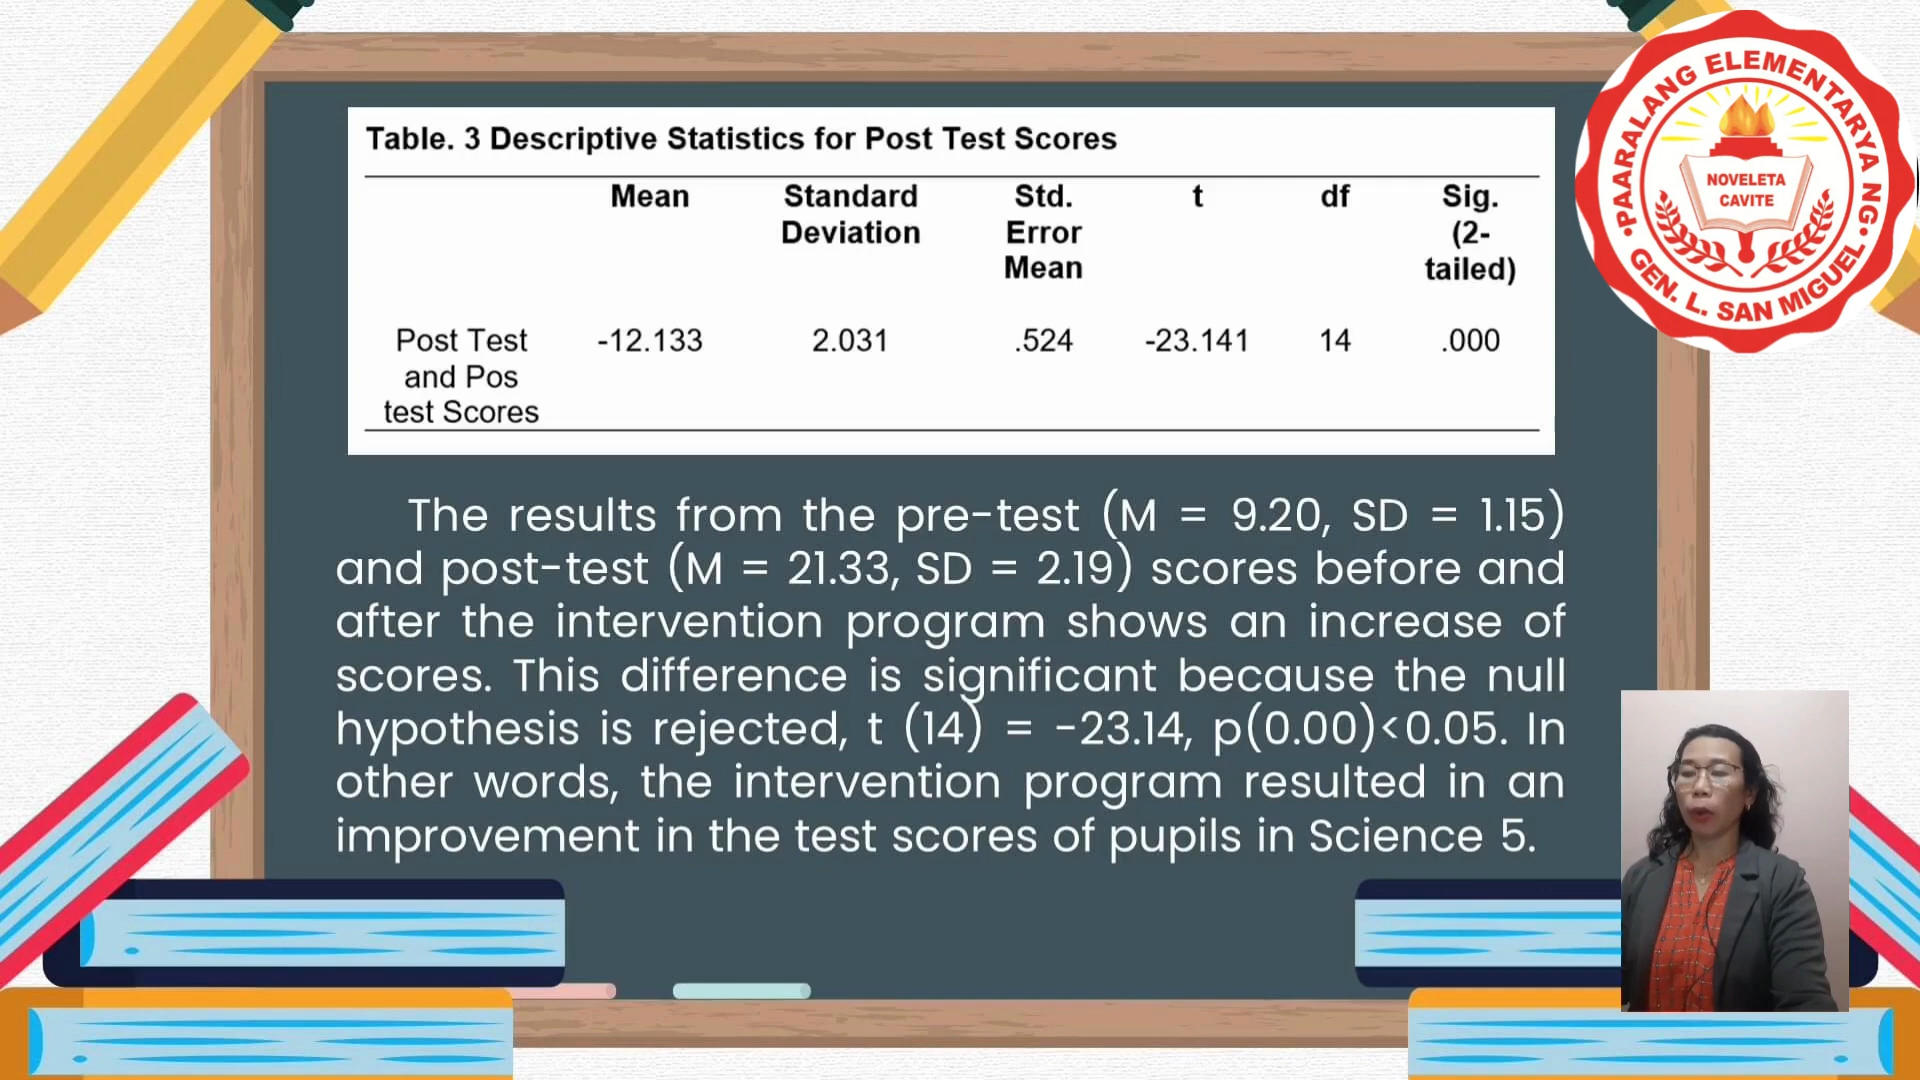 Table. 3 Descriptive Statistics for Post Test Scores
Mean Standard Deviation Std. Error Mean t df Sig. (2-tailed)
Post Test and Pos test Scores -12.133 2.031 .524 -23.141 14 .000
The results from the pre-test (M = 9.20, SD = 1.15)
and post-test (M = 21.33, SD = 2.19) scores before and
after the intervention program shows an increase of
scores. This difference is significant because the null
hypothesis is rejected, t (14) = -23.14, p(0.00)<0.05. In
other words, the intervention program resulted in an
improvement in the test scores of pupils in Science 5.
PAARALANG ELEMENTARYA NG
GEN. L. SAN MIGUEL
NOVELETA
CAVITE